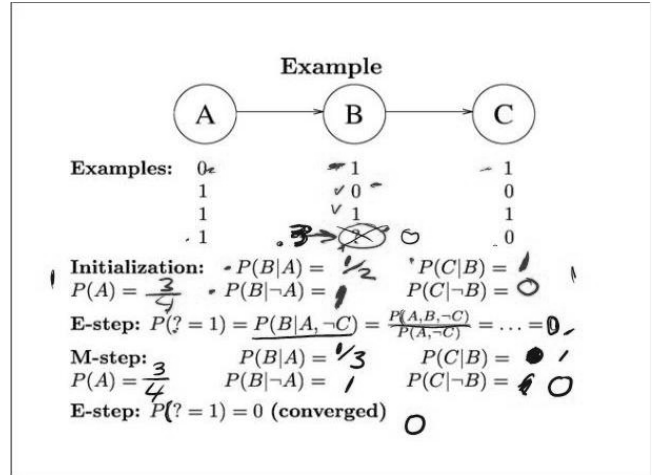 Example
A B C
Examples: 0 1 1
1 0 0
1 1 1
1 .3 ? 0 0
Initialization: P(B|A) = 1/2 P(C|B) = 1
P(A) = 3/4 P(B|¬A) = 1 P(C|¬B) = 0
E-step: P(? = 1) = P(B|A, ¬C) = P(A,B,¬C)/P(A,¬C) = ... = 0.
M-step: P(B|A) = 1/3 P(C|B) = 1
P(A) = 3/4 P(B|¬A) = 1 P(C|¬B) = 0
E-step: P(? = 1) = 0 (converged) 0